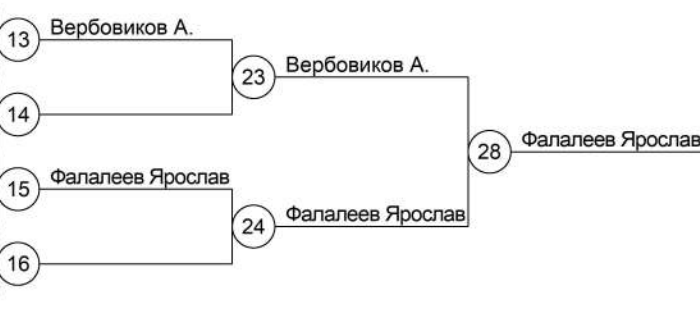 13 Вербовиков А.
23 Вербовиков А.
14
28 Фалалеев Ярослав
15 Фалалеев Ярослав
24 Фалалеев Ярослав
16